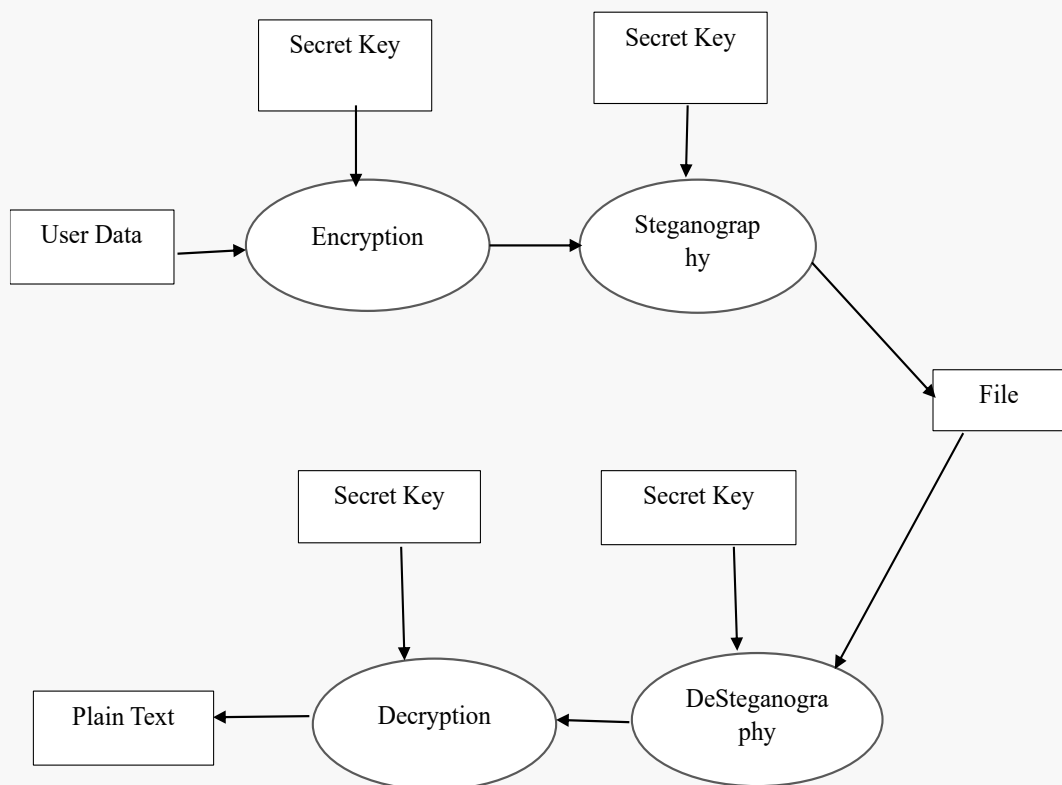 Secret Key
Secret Key
User Data
Encryption
Steganograp
hy
File
Secret Key
Secret Key
Plain Text
Decryption
DeSteganogra
phy